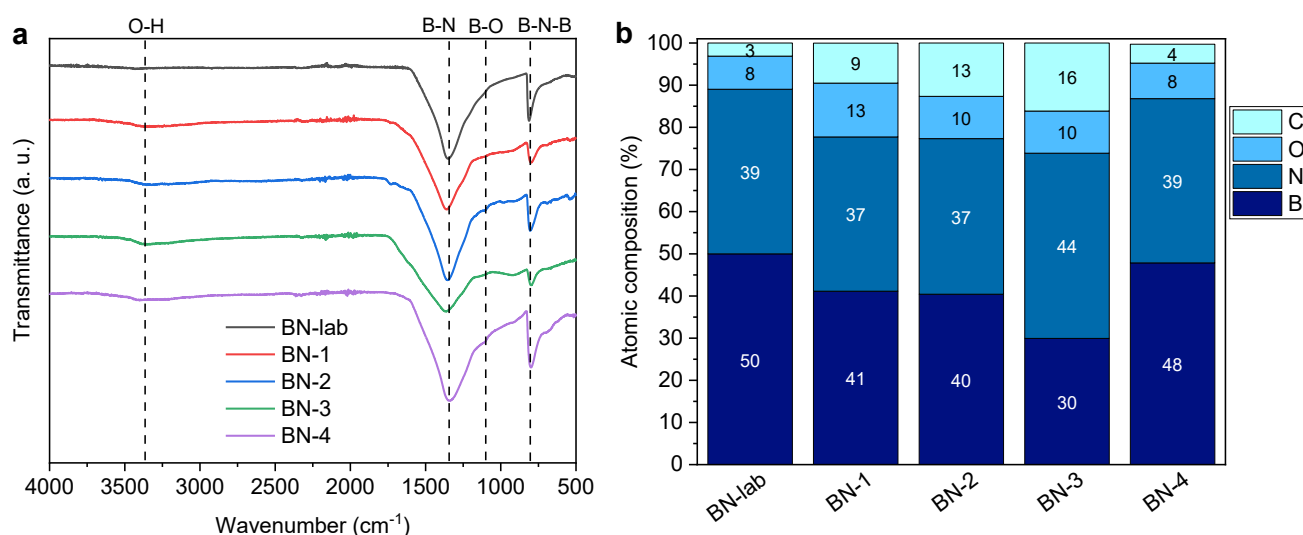 a
O-H
B-N
B-O
B-N-B
Transmittance (a. u.)
BN-lab
BN-1
BN-2
BN-3
BN-4
4000 3500 3000 2500 2000 1500 1000 500
Wavenumber (cm-1)
b
Atomic composition (%)
100
90
80
70
60
50
40
30
20
10
0
3
8
39
50
9
13
37
41
13
10
37
40
16
10
44
30
4
8
39
48
BN-lab
BN-1
BN-2
BN-3
BN-4
C
O
N
B